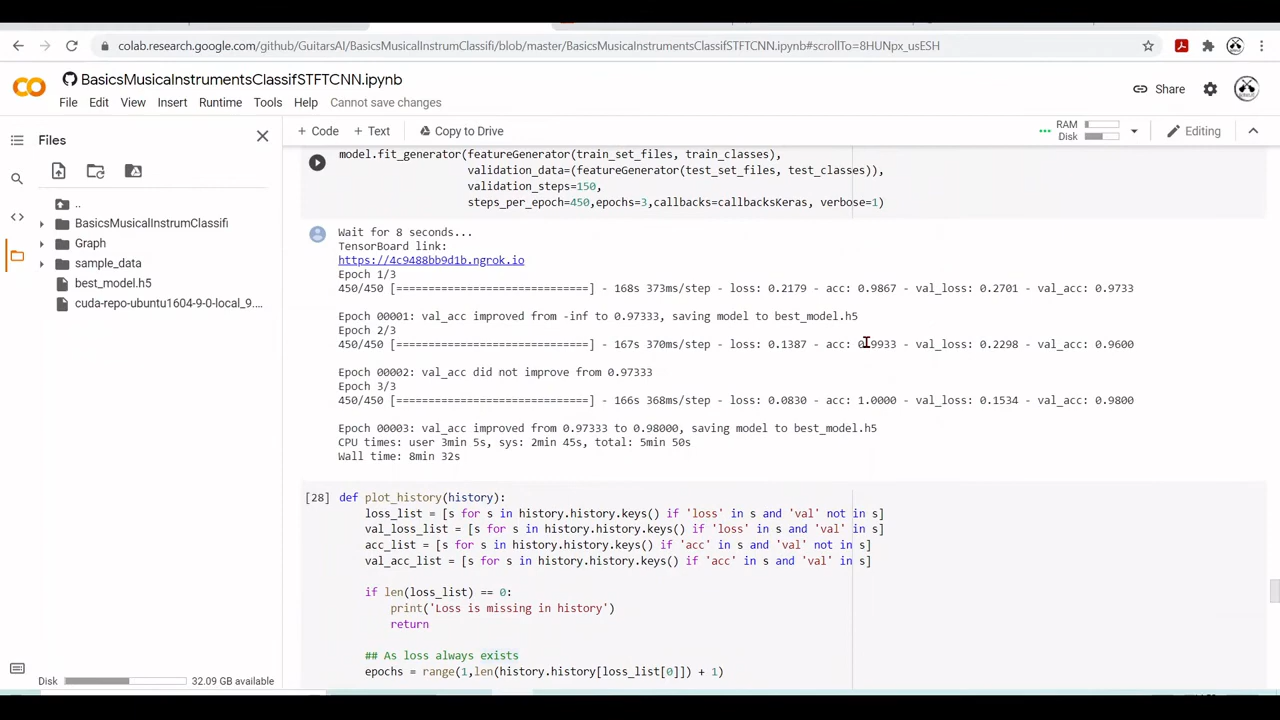 colab.research.google.com/github/GuitarsAI/BasicsMusicalInstrumClassifi/blob/master/BasicsMusicalInstrumentsClassifSTFTCNN.ipynb#scrollTo=8HUNpx_usESH
BasicsMusicalnstrumentsClassifSTFTCNN.ipynb
File Edit View Insert Runtime Tools Help Cannot save changes
Share
Files
+ Code + Text Copy to Drive
RAM
Disk
Editing
..
BasicsMusicalInstrumClassifi
Graph
sample_data
best_model.h5
cuda-repo-ubuntu1604-9-0-local_9....
model.fit_generator(featureGenerator(train_set_files, train_classes),
validation_data=(featureGenerator(test_set_files, test_classes)),
validation_steps=150,
steps_per_epoch=450,epochs=3,callbacks=callbacksKeras, verbose=1)
Wait for 8 seconds...
TensorBoard link:
https://4c9488bb9d1b.ngrok.io
Epoch 1/3
450/450 [==============================] - 168s 373ms/step - loss: 0.2179 - acc: 0.9867 - val_loss: 0.2701 - val_acc: 0.9733
Epoch 00001: val_acc improved from -inf to 0.97333, saving model to best_model.h5
Epoch 2/3
450/450 [==============================] - 167s 370ms/step - loss: 0.1387 - acc: 0.9933 - val_loss: 0.2298 - val_acc: 0.9600
Epoch 00002: val_acc did not improve from 0.97333
Epoch 3/3
450/450 [==============================] - 166s 368ms/step - loss: 0.0830 - acc: 1.0000 - val_loss: 0.1534 - val_acc: 0.9800
Epoch 00003: val_acc improved from 0.97333 to 0.98000, saving model to best_model.h5
CPU times: user 3min 5s, sys: 2min 45s, total: 5min 50s
Wall time: 8min 32s
[28] def plot_history(history):
loss_list = [s for s in history.history.keys() if 'loss' in s and 'val' not in s]
val_loss_list = [s for s in history.history.keys() if 'loss' in s and 'val' in s]
acc_list = [s for s in history.history.keys() if 'acc' in s and 'val' not in s]
val_acc_list = [s for s in history.history.keys() if 'acc' in s and 'val' in s]
if len(loss_list) == 0:
print('Loss is missing in history')
return
## As loss always exists
epochs = range(1,len(history.history[loss_list[0]]) + 1)
Disk 32.09 GB available